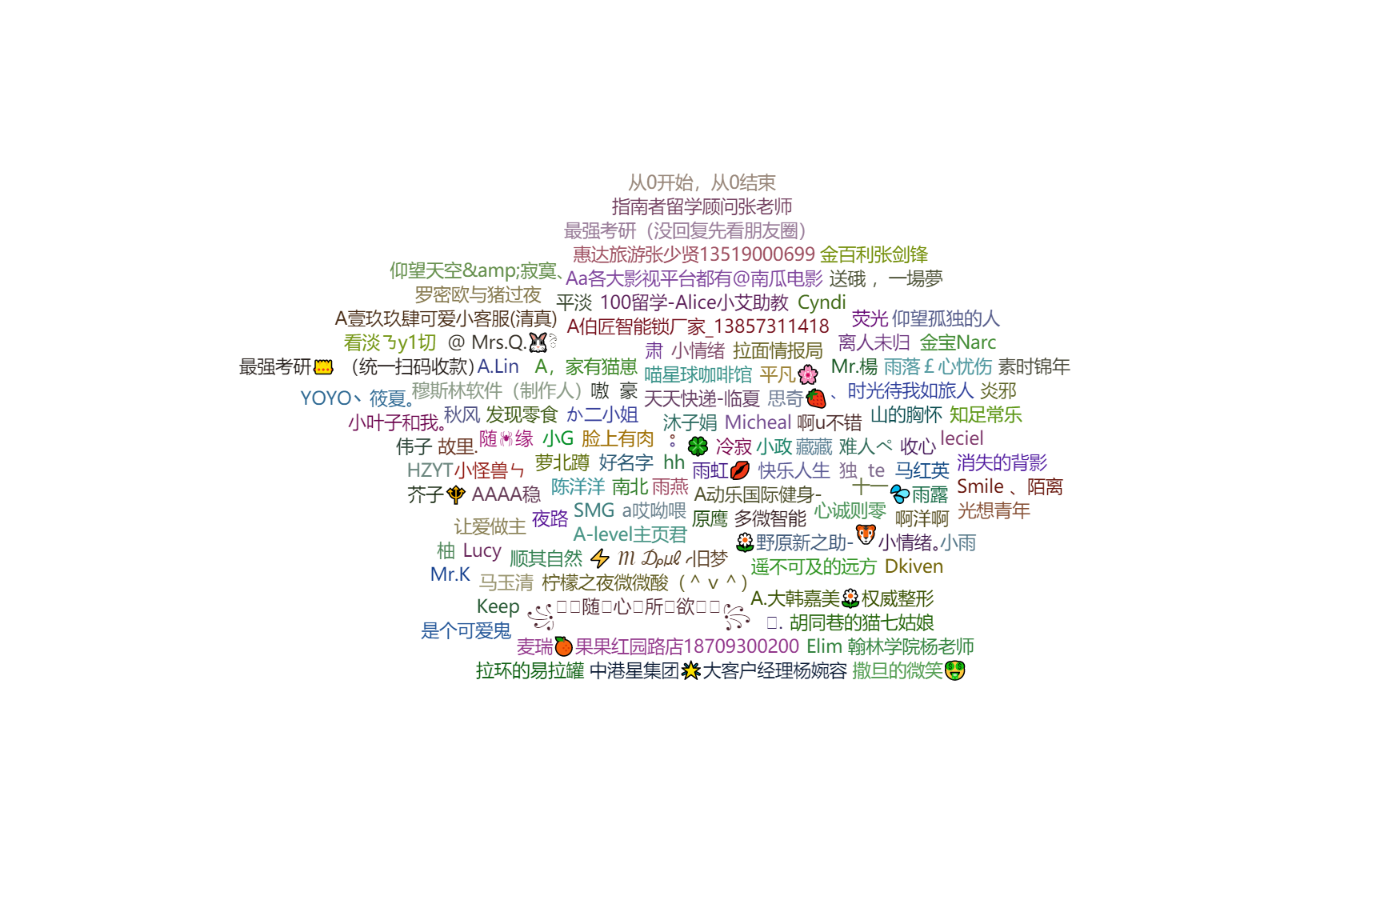 从0开始，从0结束
指南者留学顾问张老师
最强考研（没回复先看朋友圈）
惠达旅游张少贤13519000699 金百利张剑锋
仰望天空&amp;寂寞、 Aa各大影视平台都有@南瓜电影 送哦 ，一場夢
罗密欧与猪过夜 平淡 100留学-Alice小艾助教 Cyndi
A壹玖玖肆可爱小客服(清真) A伯匠智能锁厂家_13857311418 荧光 仰望孤独的人
看淡ㄋy1切 @ Mrs.Q.🐰 肃 小情绪 拉面情报局 离人未归 金宝Narc
最强考研 （统一扫码收款） A.Lin A，家有猫崽 喵星球咖啡馆 平凡🌸 Mr.楊 雨落￡心忧伤 素时锦年
YOYO丶筱夏。 穆斯林软件（制作人） 嗷 豪 天天快递-临夏 思奇🍓 、时光待我如旅人 炎邪
小叶子和我。 秋风 发现零食 か二小姐 沐子娟 Micheal 啊u不错 山的胸怀 知足常乐
伟子 故里. 随缘 小G 脸上有肉 🍀 冷寂 小政 藏藏 难人ペ 收心 leciel
HZYT 小怪兽ㄣ 萝北蹲 好名字 hh 雨虹💋 快乐人生 独_te 马红英 消失的背影
芥子🔱 AAAA稳 陈洋洋 南北 雨燕 A动乐国际健身- 十一 💦雨露 Smile 、陌离
让爱做主 夜路 SMG a哎呦喂 原鹰 多微智能 心诚则零 啊洋啊 光想青年
A-level主页君 🌼野原新之助-🐯 小情绪。 小雨
柚 Lucy 顺其自然 ⚡ 旧梦 遥不可及的远方 Dkiven
Mr.K 马玉清 柠檬之夜微微酸（＾ｖ＾）
Keep 随心所欲 A.大韩嘉美🌼权威整形
是个可爱鬼 . 胡同巷的猫七姑娘
麦瑞🍊果果红园路店18709300200 Elim 翰林学院杨老师
拉环的易拉罐 中港星集团🌟大客户经理杨婉容 撒旦的微笑🤑